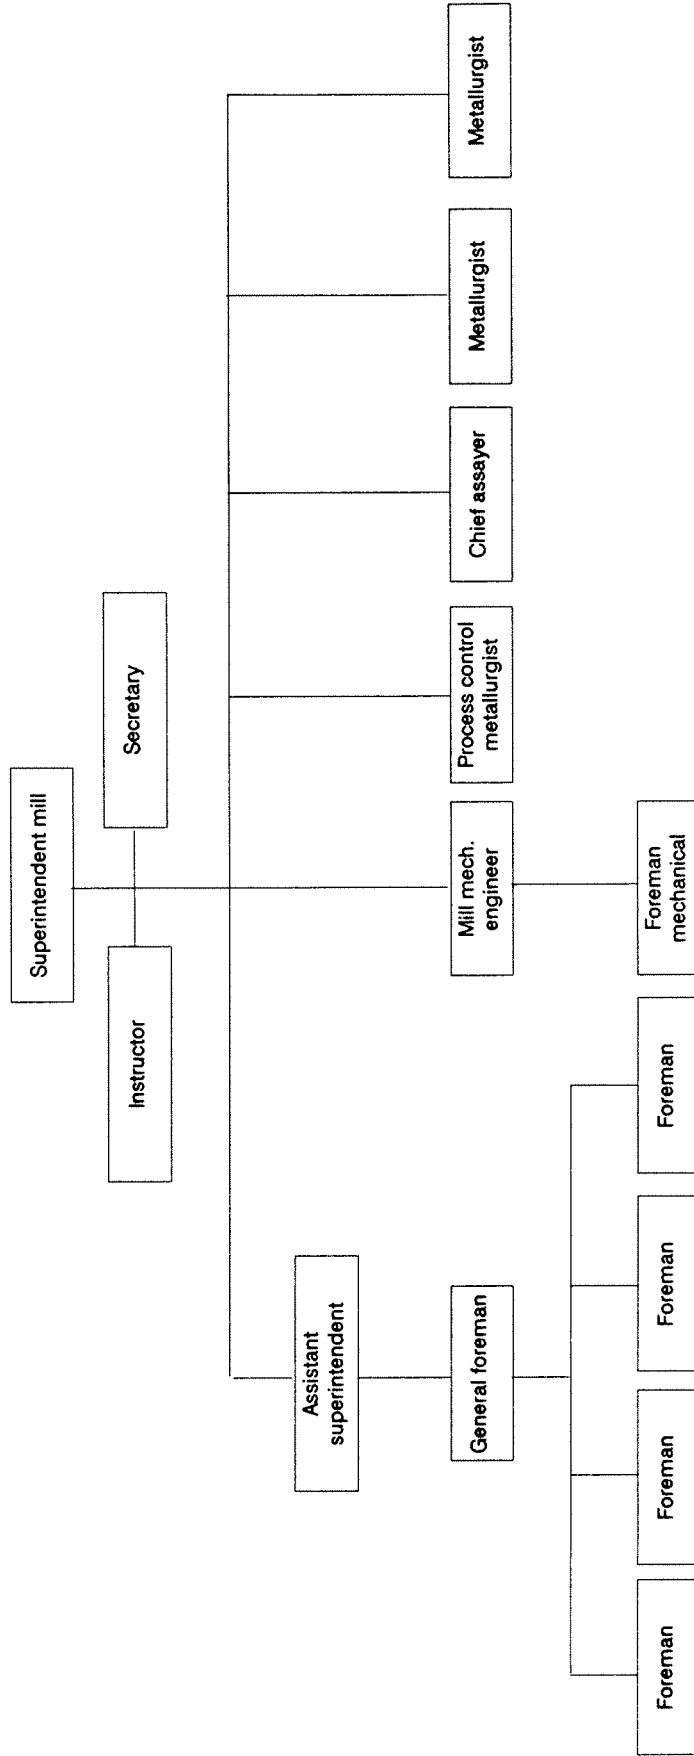 Superintendent mill
Instructor
Secretary
Assistant
superintendent
General foreman
Mill mech.
engineer
Process control
metallurgist
Chief assayer
Metallurgist
Metallurgist
Foreman
Foreman
Foreman
Foreman
Foreman
mechanical